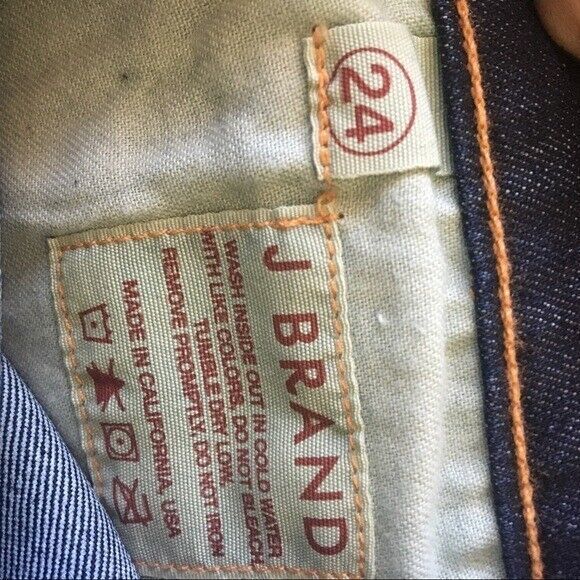 24
J BRAND
WASH INSIDE OUT IN COLD WATER
WITH LIKE COLORS, DO NOT BLEACH,
TUMBLE DRY LOW,
REMOVE PROMPTLY, DO NOT IRON
MADE IN CALIFORNIA, USA